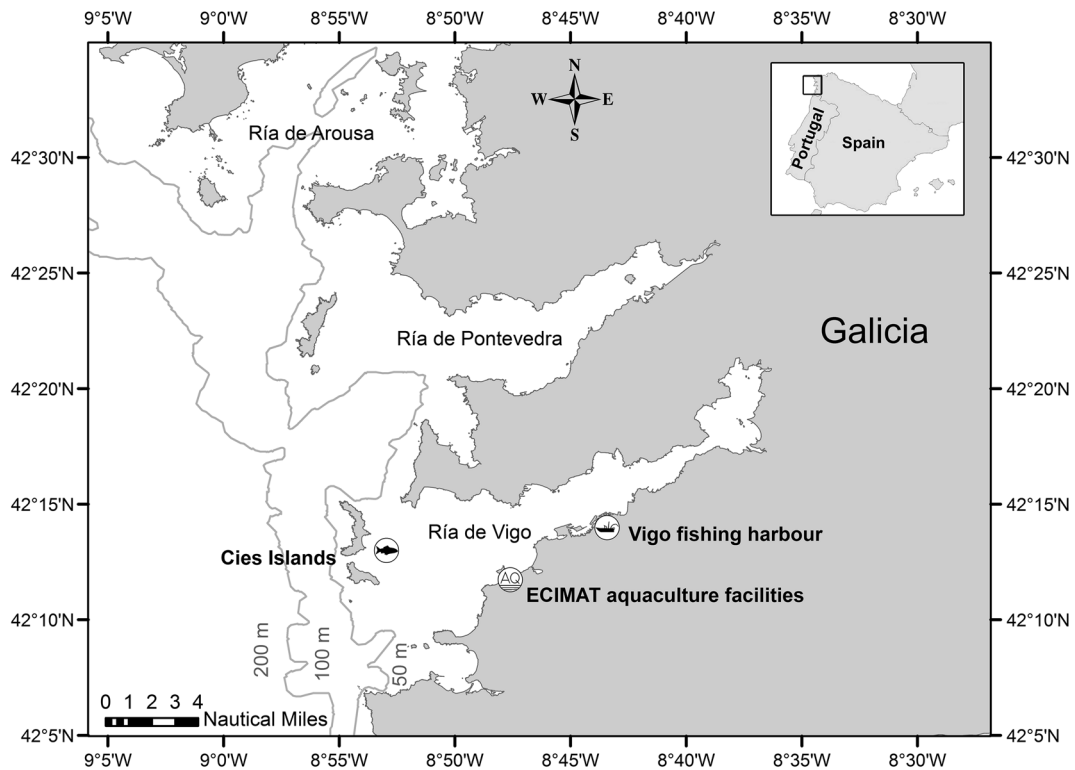 9°5'W 9°0'W 8°55'W 8°50'W 8°45'W 8°40'W 8°35'W 8°30'W
N
W E
S
Ría de Arousa
Portugal
Spain
42°30'N 42°30'N
42°25'N 42°25'N
Ría de Pontevedra
Galicia
42°20'N 42°20'N
42°15'N 42°15'N
Ría de Vigo
Vigo fishing harbour
Cies Islands
AQ
ECIMAT aquaculture facilities
42°10'N 42°10'N
200 m
100 m
50 m
0 1 2 3 4
Nautical Miles
42°5'N 42°5'N
9°5'W 9°0'W 8°55'W 8°50'W 8°45'W 8°40'W 8°35'W 8°30'W